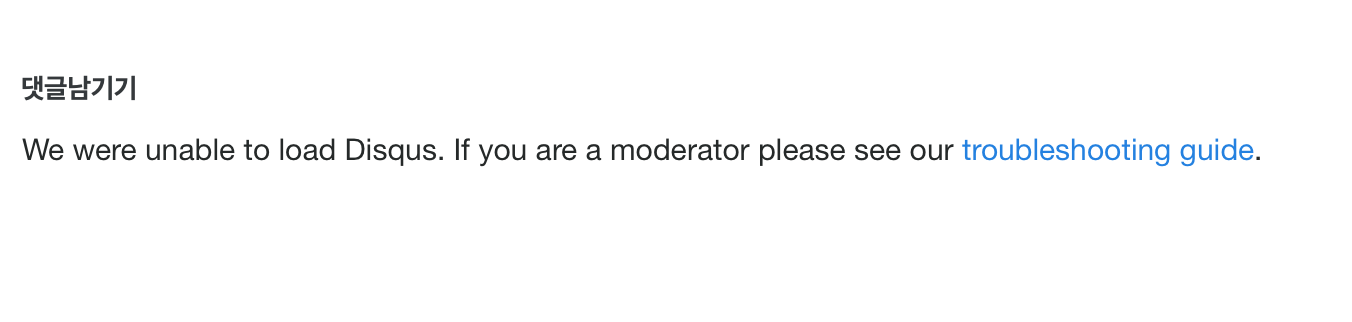 댓글남기기
We were unable to load Disqus. If you are a moderator please see our troubleshooting guide.